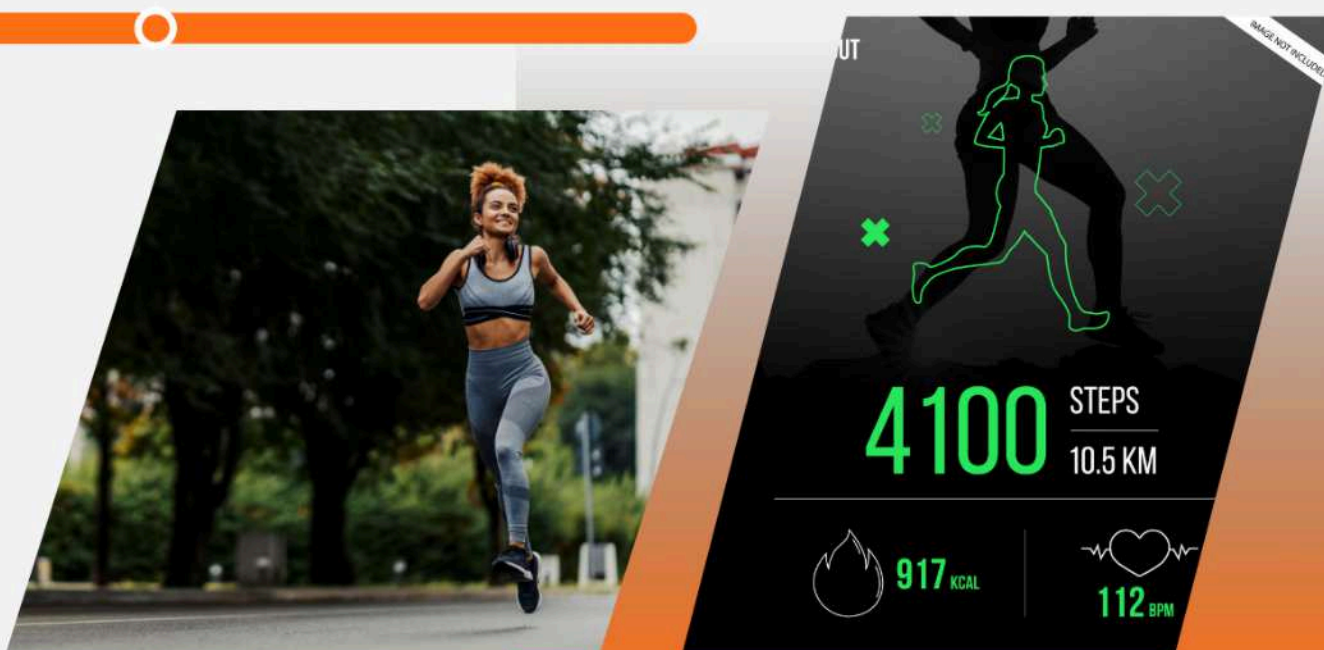 UT
IMAGE NOT INCLUDED
4100
STEPS
10.5 KM
917 KCAL
112 BPM